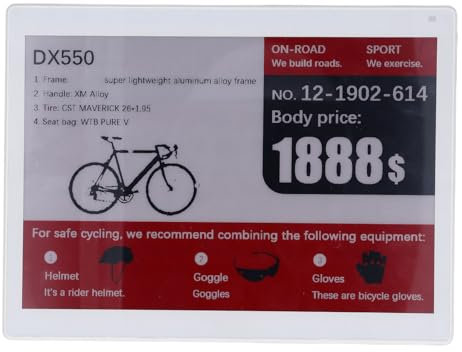 DX550
1. Frame: super lightweight aluminum alloy frame
2. Handle: XM Alloy
3. Tire: CST MAVERICK 26*1.95
4. Seat bag: WTB PURE V
ON-ROAD SPORT
We build roads. We exercise.
NO. 12-1902-614
Body price:
1888$
For safe cycling, we recommend combining the following equipment:
1 2 3
Helmet Goggle Gloves
It's a rider helmet. Goggles These are bicycle gloves.